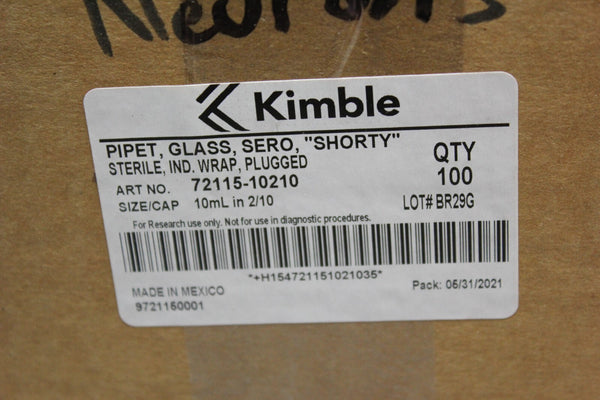 Neurons
Kimble
PIPET, GLASS, SERO, "SHORTY"
STERILE, IND. WRAP, PLUGGED
QTY
100
ART NO. 72115-10210
SIZE/CAP 10mL in 2/10
LOT# BR29G
For Research use only. Not for use in diagnostic procedures.
"+H154721151021035"
MADE IN MEXICO
Pack: 05/31/2021
9721150001